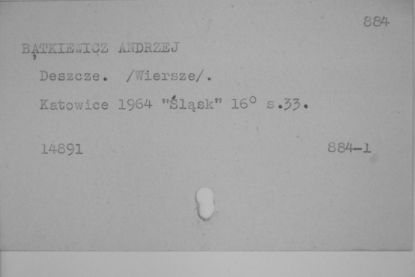 884
BĄTKIEWICZ ANDRZEJ
Deszcze. /Wiersze/.
Katowice 1964 "Śląsk" 16° s.33.
14891 884-1